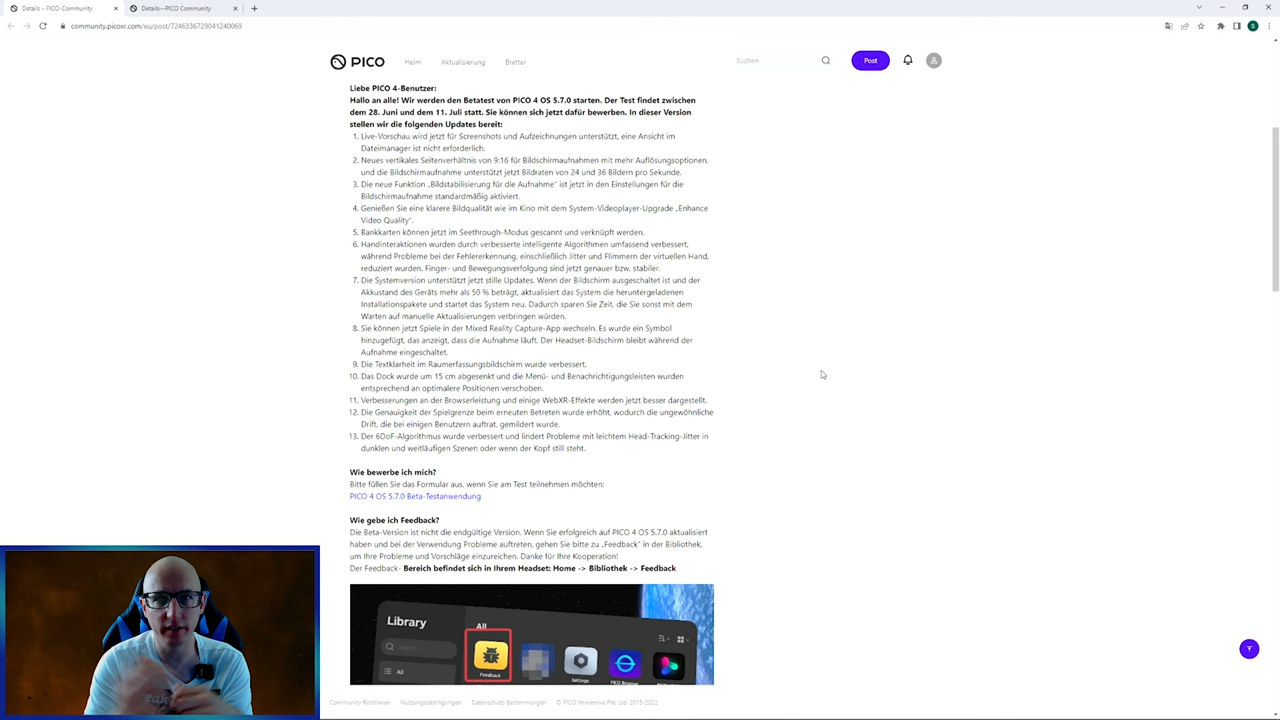 Details - PICO-Community
Details—PICO Community
community.picoxr.com/eu/post/7246336729041240069
S
PICO
Heim
Aktualisierung
Bretter
Suchen
Post
Liebe PICO 4-Benutzer:
Hallo an alle! Wir werden den Betatest von PICO 4 OS 5.7.0 starten. Der Test findet zwischen
dem 28. Juni und dem 11. Juli statt. Sie können sich jetzt dafür bewerben. In dieser Version
stellen wir die folgenden Updates bereit:
1. Live-Vorschau wird jetzt für Screenshots und Aufzeichnungen unterstützt, eine Ansicht im
Dateimanager ist nicht erforderlich.
2. Neues vertikales Seitenverhältnis von 9:16 für Bildschirmaufnahmen mit mehr Auflösungsoptionen,
und die Bildschirmaufnahme unterstützt jetzt Bildraten von 24 und 36 Bildern pro Sekunde.
3. Die neue Funktion „Bildstabilisierung für die Aufnahme" ist jetzt in den Einstellungen für die
Bildschirmaufnahme standardmäßig aktiviert.
4. Genießen Sie eine klarere Bildqualität wie im Kino mit dem System-Videoplayer-Upgrade „Enhance
Video Quality".
5. Bankkarten können jetzt im Seethrough-Modus gescannt und verknüpft werden.
6. Handinteraktionen wurden durch verbesserte intelligente Algorithmen umfassend verbessert,
während Probleme bei der Fehlererkennung, einschließlich Jitter und Flimmern der virtuellen Hand,
reduziert wurden. Finger- und Bewegungsverfolgung sind jetzt genauer bzw. stabiler.
7. Die Systemversion unterstützt jetzt stille Updates. Wenn der Bildschirm ausgeschaltet ist und der
Akkustand des Geräts mehr als 50 % beträgt, aktualisiert das System die heruntergeladenen
Installationspakete und startet das System neu. Dadurch sparen Sie Zeit, die Sie sonst mit dem
Warten auf manuelle Aktualisierungen verbringen würden.
8. Sie können jetzt Spiele in der Mixed Reality Capture-App wechseln. Es wurde ein Symbol
hinzugefügt, das anzeigt, dass die Aufnahme läuft. Der Headset-Bildschirm bleibt während der
Aufnahme eingeschaltet.
9. Die Textklarheit im Raumerfassungsbildschirm wurde verbessert.
10. Das Dock wurde um 15 cm abgesenkt und die Menü- und Benachrichtigungsleisten wurden
entsprechend an optimalere Positionen verschoben.
11. Verbesserungen an der Browserleistung und einige WebXR-Effekte werden jetzt besser dargestellt.
12. Die Genauigkeit der Spielgrenze beim erneuten Betreten wurde erhöht, wodurch die ungewöhnliche
Drift, die bei einigen Benutzern auftrat, gemildert wurde.
13. Der 6DoF-Algorithmus wurde verbessert und lindert Probleme mit leichtem Head-Tracking-Jitter in
dunklen und weitläufigen Szenen oder wenn der Kopf still steht.
Wie bewerbe ich mich?
Bitte füllen Sie das Formular aus, wenn Sie am Test teilnehmen möchten:
PICO 4 OS 5.7.0 Beta-Testanwendung
Wie gebe ich Feedback?
Die Beta-Version ist nicht die endgültige Version. Wenn Sie erfolgreich auf PICO 4 OS 5.7.0 aktualisiert
haben und bei der Verwendung Probleme auftreten, gehen Sie bitte zu „Feedback" in der Bibliothek,
um Ihre Probleme und Vorschläge einzureichen. Danke für Ihre Kooperation!
Der Feedback- Bereich befindet sich in Ihrem Headset: Home -> Bibliothek -> Feedback
Library
All
Search
All
Feedback
Settings
PICO Browser
Community-Richtlinien
Nutzungsbedingungen
Datenschutz-Bestimmungen
© PICO Immersive Pte. Ltd. 2015-2022